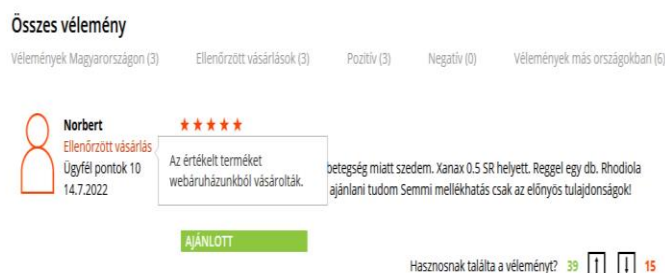 Összes vélemény
Vélemények Magyarországon (3) Ellenőrzött vásárlások (3) Pozitív (3) Negatív (0) Vélemények más országokban (6)
Norbert
Ellenőrzött vásárlás
Ügyfél pontok 10
14.7.2022
Az értékelt terméket
webáruházunkból vásárolták.
betegség miatt szedem. Xanax 0.5 SR helyett. Reggel egy db. Rhodiola
ajánlani tudom Semmi mellékhatás csak az előnyös tulajdonságok!
AJÁNLOTT
Hasznosnak találta a véleményt? 39 15